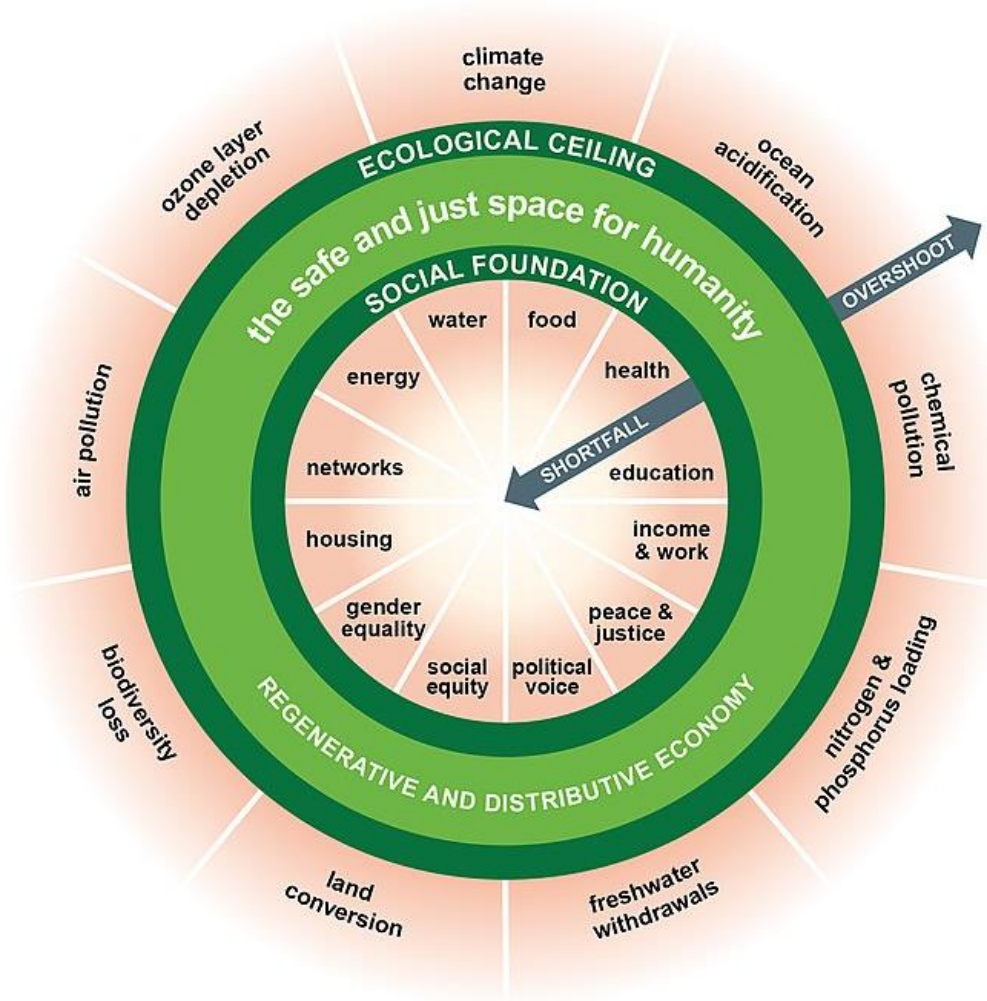 climate
change
ocean
acidification
chemical
pollution
nitrogen &
phosphorus loading
freshwater
withdrawals
land
conversion
biodiversity
loss
air pollution
ozone layer
depletion
ECOLOGICAL CEILING
the safe and just space for humanity
SOCIAL FOUNDATION
OVERSHOOT
SHORTFALL
water
food
health
education
income
& work
peace &
justice
political
voice
social
equity
gender
equality
housing
networks
energy
REGENERATIVE AND DISTRIBUTIVE ECONOMY